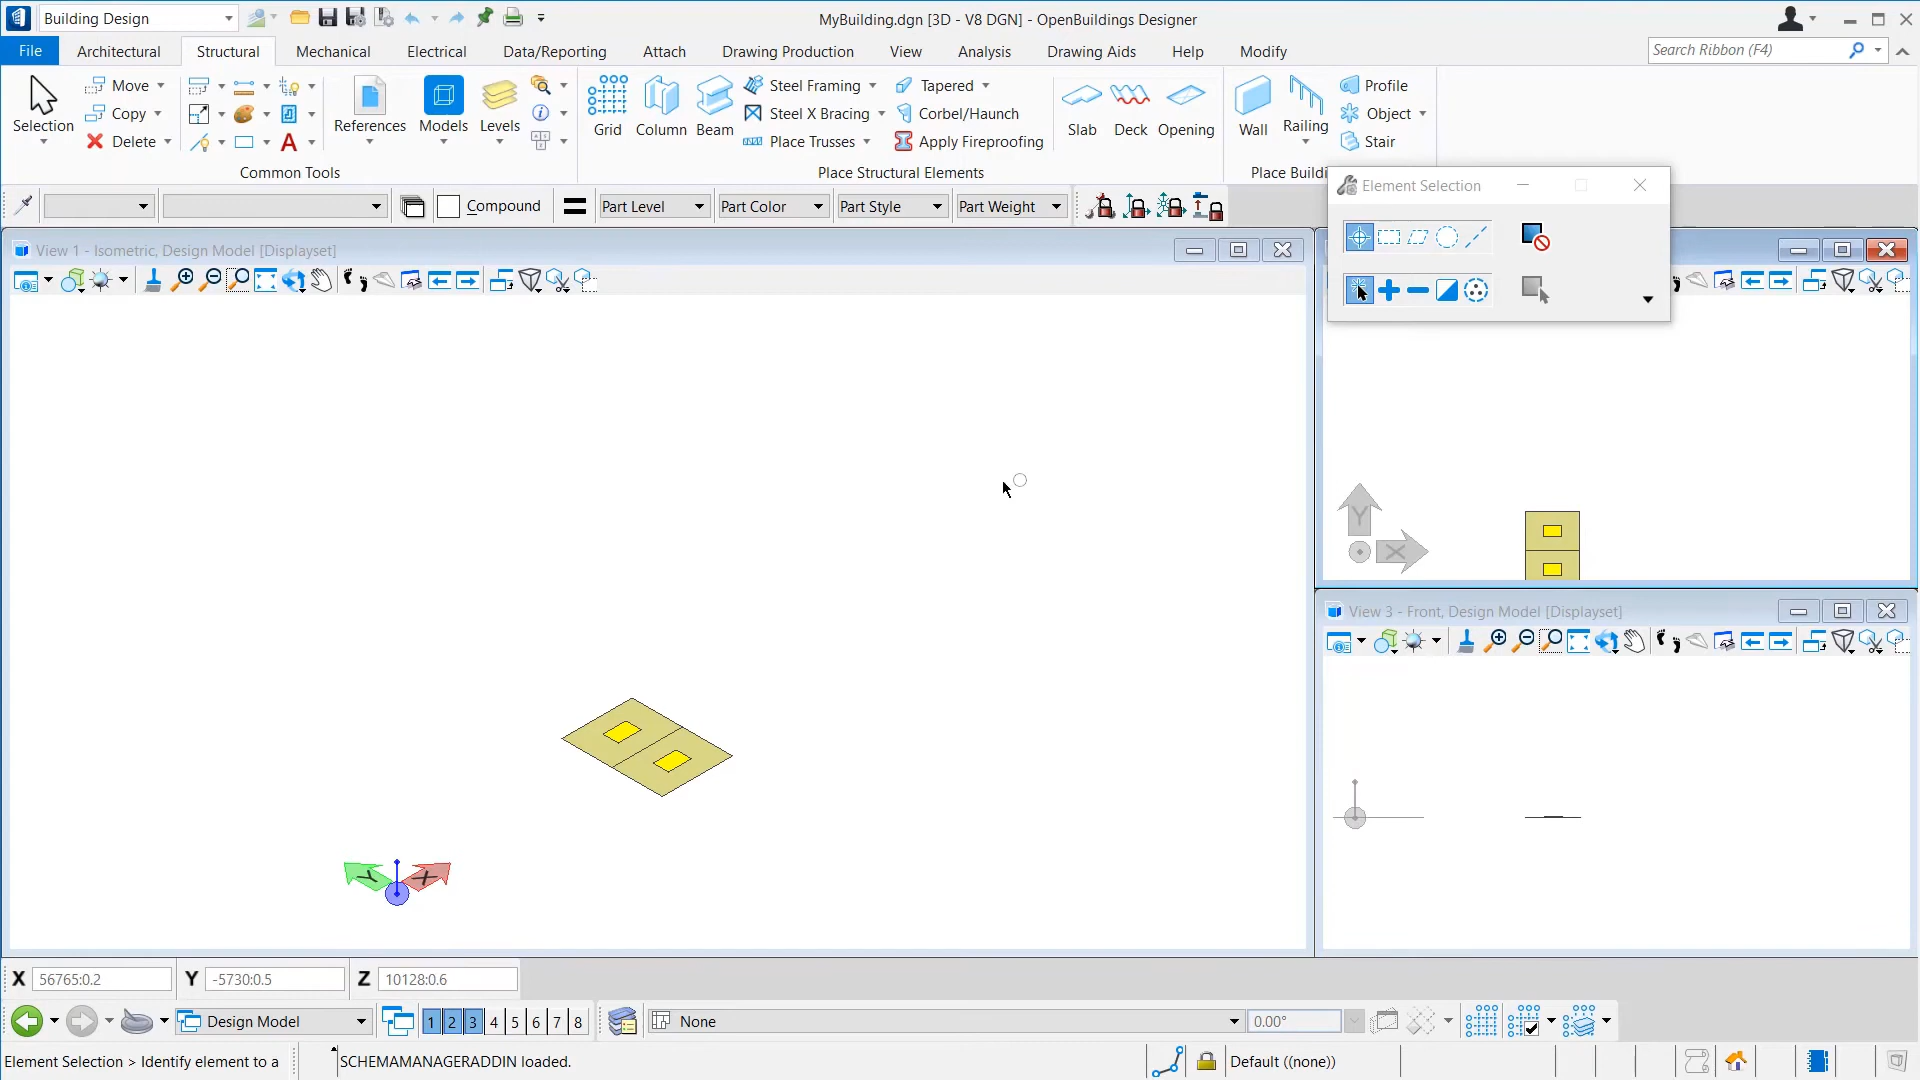 Building Design
MyBuilding.dgn [3D - V8 DGN] - OpenBuildings Designer
File
Architectural
Structural
Mechanical
Electrical
Data/Reporting
Attach
Drawing Production
View
Analysis
Drawing Aids
Help
Modify
Search Ribbon (F4)
Selection
Move
Copy
Delete
References
Models
Levels
Grid
Column
Beam
Steel Framing
Steel X Bracing
Place Trusses
Tapered
Corbel/Haunch
Apply Fireproofing
Slab
Deck
Opening
Wall
Railing
Profile
Object
Stair
Common Tools
Place Structural Elements
Place Buildi
Element Selection
Compound
Part Level
Part Color
Part Style
Part Weight
View 1 - Isometric, Design Model [Displayset]
Y
X
View 3 - Front, Design Model [Displayset]
Y
X
X 56765:0.2 Y -5730:0.5 Z 10128:0.6
Design Model
1 2 3 4 5 6 7 8
None
0.00°
Element Selection > Identify element to a
SCHEMAMANAGERADDIN loaded.
Default ((none))